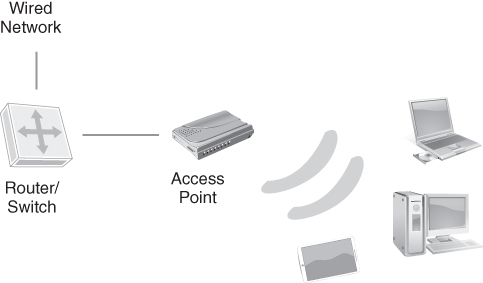 Wired
Network
Router/
Switch
Access
Point